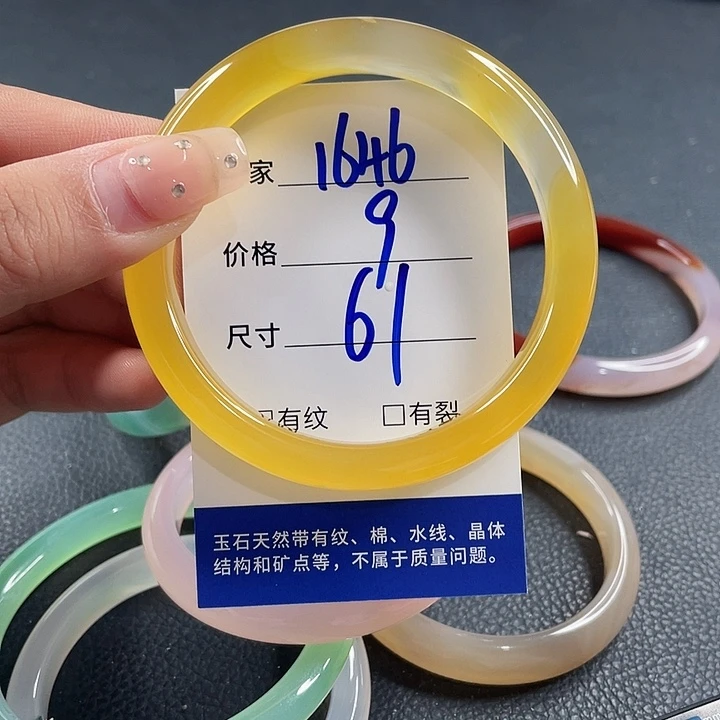 家 1646
价格 9
尺寸 61
□有纹 □有裂
玉石天然带有纹、棉、水线、晶体
结构和矿点等，不属于质量问题。